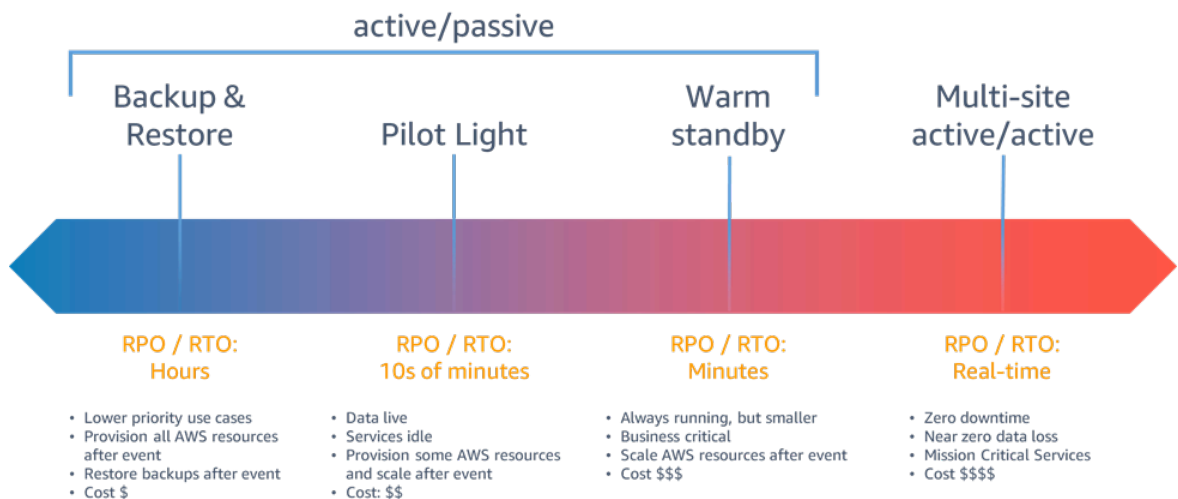 active/passive
Backup &
Restore
Pilot Light
Warm
standby
Multi-site
active/active
RPO / RTO:
Hours
RPO / RTO:
10s of minutes
RPO / RTO:
Minutes
RPO / RTO:
Real-time
• Lower priority use cases
• Provision all AWS resources
after event
• Restore backups after event
• Cost $
• Data live
• Services idle
• Provision some AWS resources
and scale after event
• Cost: $$
• Always running, but smaller
• Business critical
• Scale AWS resources after event
• Cost $$$
• Zero downtime
• Near zero data loss
• Mission Critical Services
• Cost $$$$